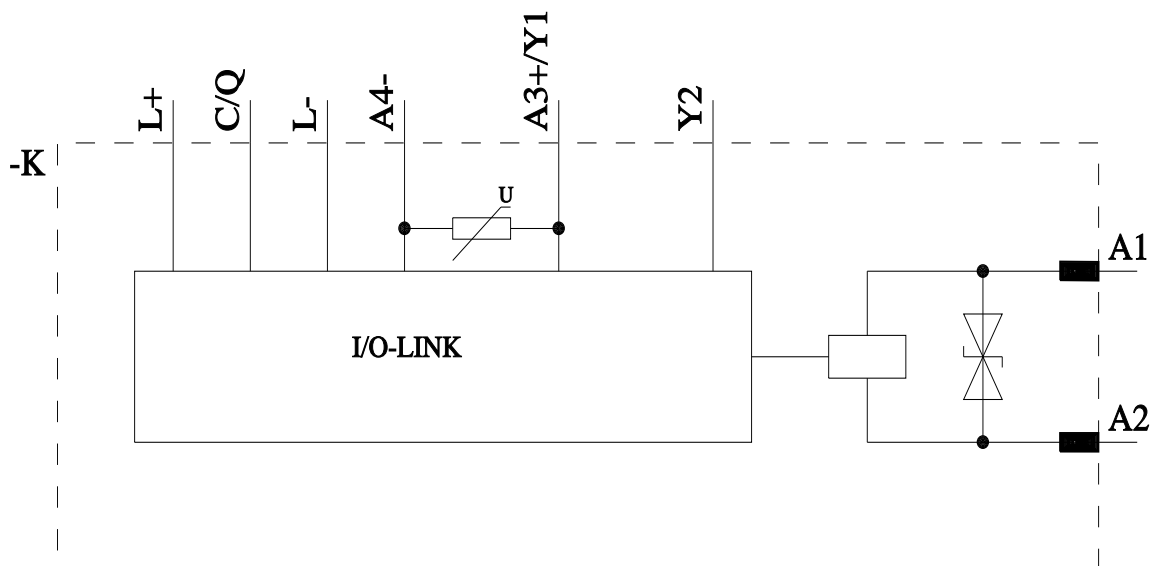 L+
C/Q
L-
A4-
A3+/Y1
Y2
-K
U
A1
I/O-LINK
A2